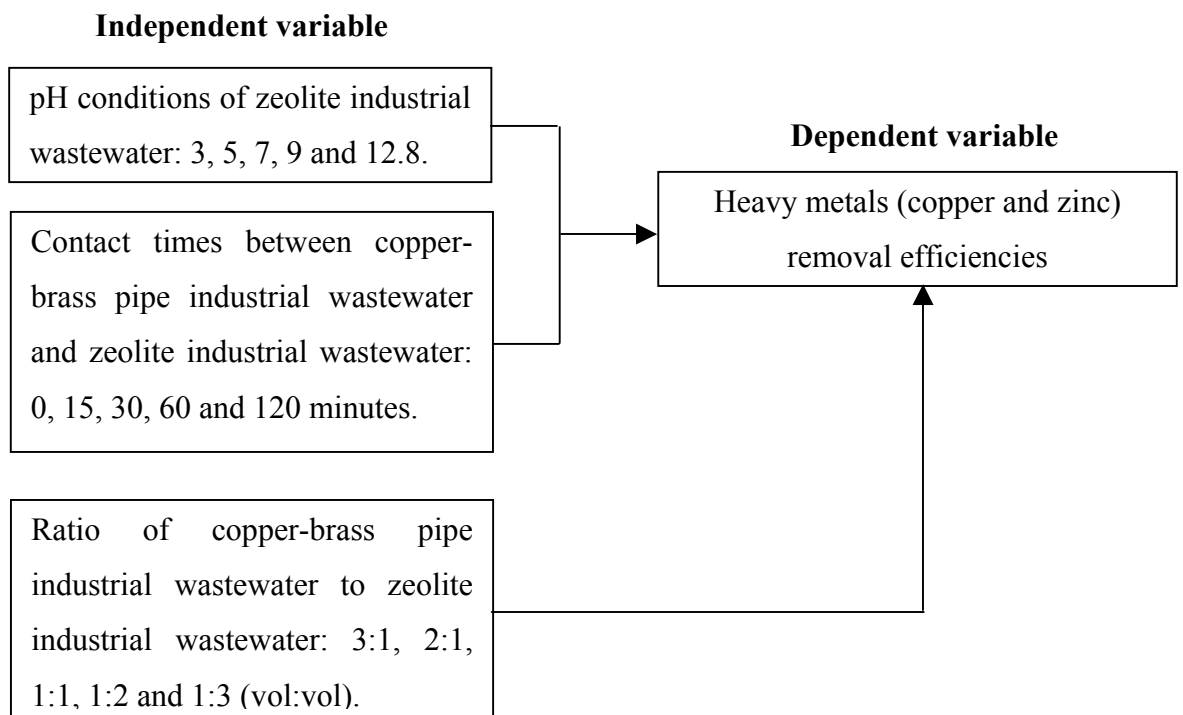 Independent variable
pH conditions of zeolite industrial
wastewater: 3, 5, 7, 9 and 12.8.
Contact times between copper-
brass pipe industrial wastewater
and zeolite industrial wastewater:
0, 15, 30, 60 and 120 minutes.
Ratio of copper-brass pipe
industrial wastewater to zeolite
industrial wastewater: 3:1, 2:1,
1:1, 1:2 and 1:3 (vol:vol).
Dependent variable
Heavy metals (copper and zinc)
removal efficiencies